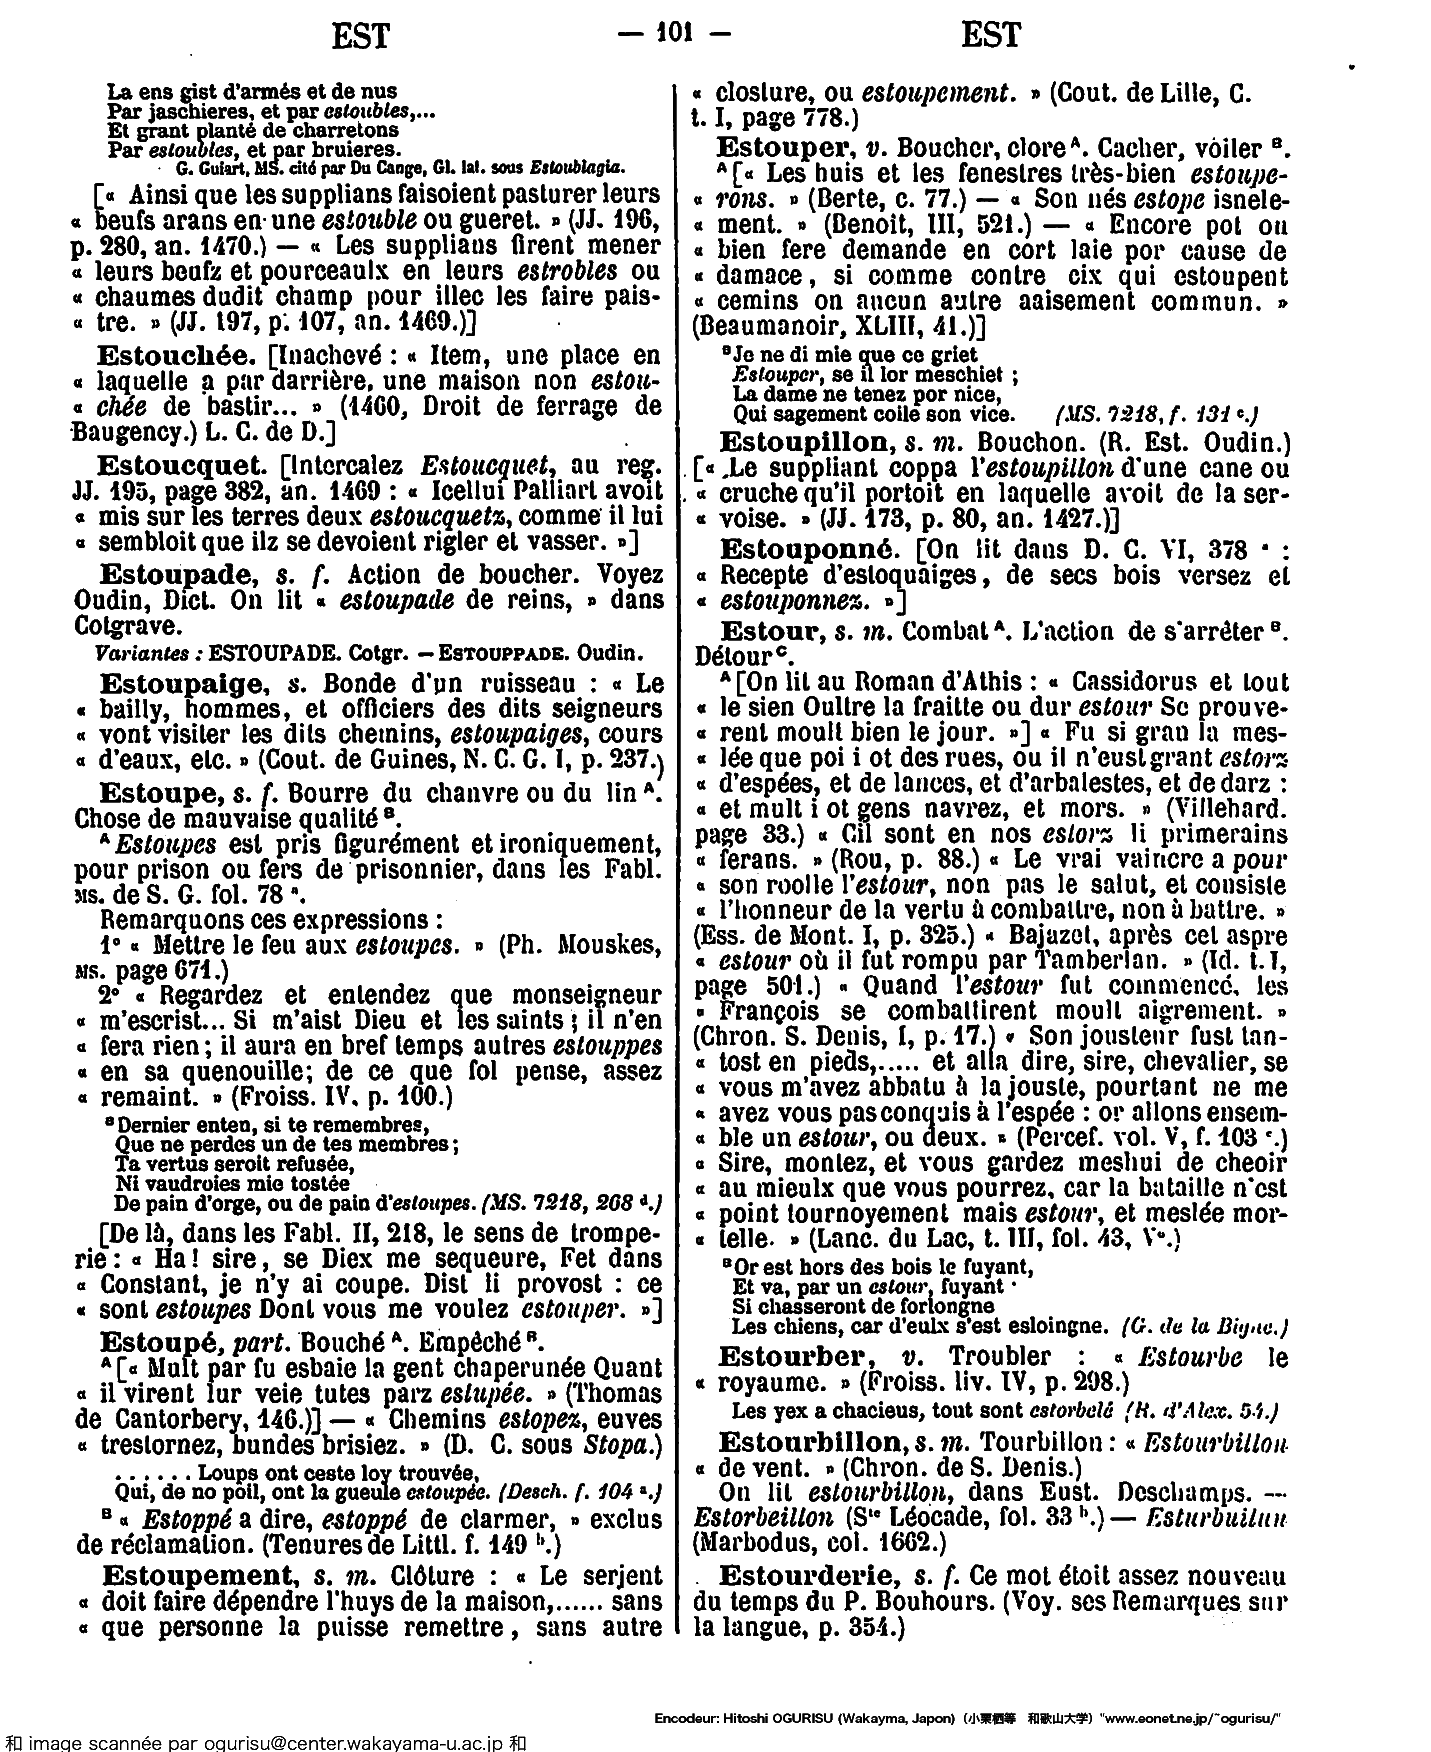 EST — 101 — EST
La ens gist d'armés et de nus
Par jaschieres, et par estoubles,...
Et grant planté de charretons
Par estoubles, et par bruieres.
G. Guiart, MS. cité par Du Cange, Gl. lat. sous Estoublagia.
[« Ainsi que les supplians faisoient pasturer leurs
« beufs arans en une estouble ou gueret. » (JJ. 196,
p. 280, an. 1470.) — « Les supplians firent mener
« leurs beufz et pourceaulx en leurs estrobles ou
« chaumes dudit champ pour illec les faire pais-
« tre. » (JJ. 197, p. 107, an. 1469.)]
Estouchée. [Inachevé : « Item, une place en
« laquelle a par darrière, une maison non estou-
« chée de bastir... » (1460, Droit de ferrage de
Baugency.) L. C. de D.]
Estoucquet. [Intercalez Estoucquet, au reg.
JJ. 195, page 382, an. 1469 : « Icellui Palliart avoit
« mis sur les terres deux estoucquetz, comme il lui
« sembloit que ilz se devoient rigler et vasser. »]
Estoupade, s. f. Action de boucher. Voyez
Oudin, Dict. On lit « estoupade de reins, » dans
Cotgrave.
Variantes : ESTOUPADE. Cotgr. — ESTOUPPADE. Oudin.
Estoupaige, s. Bonde d'un ruisseau : « Le
« bailly, hommes, et officiers des dits seigneurs
« vont visiter les dits chemins, estoupaiges, cours
« d'eaux, etc. » (Cout. de Guines, N. C. G. I, p. 237.)
Estoupe, s. f. Bourre du chanvre ou du lin A.
Chose de mauvaise qualité B.
A Estoupes est pris figurément et ironiquement,
pour prison ou fers de prisonnier, dans les Fabl.
MS. de S. G. fol. 78 a.
Remarquons ces expressions :
1° « Mettre le feu aux estoupes. » (Ph. Mouskes,
MS. page 671.)
2° « Regardez et entendez que monseigneur
« m'escrist... Si m'aist Dieu et les saints ; il n'en
« fera rien ; il aura en bref temps autres estouppes
« en sa quenouille; de ce que fol pense, assez
« remaint. » (Froiss. IV, p. 100.)
B Dernier enten, si te remembres,
Que ne perdes un de tes membres ;
Ta vertus seroit refusée,
Ni vaudroies mie tostée
De pain d'orge, ou de pain d'estoupes. (MS. 7218, 268 d.)
[De là, dans les Fabl. II, 218, le sens de trompe-
rie : « Ha ! sire, se Diex me sequeure, Fet dans
« Constant, je n'y ai coupe. Dist li provost : ce
« sont estoupes Dont vous me voulez estouper. »]
Estoupé, part. Bouché A. Empêché B.
A [« Mult par fu esbaie la gent chaperunée Quant
« il virent lur veie tutes parz estupée. » (Thomas
de Cantorbery, 146.)] — « Chemins estopez, euves
« trestornez, bundes brisiez. » (D. C. sous Stopa.)
...... Loups ont ceste loy trouvée,
Qui, de no poil, ont la gueule estoupée. (Desch. f. 104 a.)
B « Estoppé a dire, estoppé de clarmer, » exclus
de réclamation. (Tenures de Littl. f. 149 b.)
Estoupement, s. m. Clôture : « Le serjent
« doit faire dépendre l'huys de la maison,...... sans
« que personne la puisse remettre, sans autre
« closture, ou estoupement. » (Cout. de Lille, C.
t. I, page 778.)
Estouper, v. Boucher, clore A. Cacher, voiler B.
A [« Les huis et les fenestres très-bien estoupe-
« rons. » (Berte, c. 77.) — « Son nés estope isnele-
« ment. » (Benoit, III, 521.) — « Encore pot on
« bien fere demande en cort laie por cause de
« damace, si comme contre cix qui estoupent
« cemins on aucun autre aaisement commun. »
(Beaumanoir, XLIII, 41.)]
B Je ne di mie que ce griet
Estouper, se il lor meschiet ;
La dame ne tenez por nice,
Qui sagement coile son vice. (MS. 7218, f. 131 c.)
Estoupillon, s. m. Bouchon. (R. Est. Oudin.)
[« Le suppliant coppa l'estoupillon d'une cane ou
« cruche qu'il portoit en laquelle avoit de la ser-
« voise. » (JJ. 173, p. 80, an. 1427.)]
Estouponné. [On lit dans D. C. VI, 378 a :
« Recepte d'estoquaiges, de secs bois versez et
« estouponnez. »]
Estour, s. m. Combat A. L'action de s'arrêter B.
Détour C.
A [On lit au Roman d'Athis : « Cassidorus et tout
« le sien Oultre la fraitte ou dur estour Se prouve-
« rent moult bien le jour. »] « Fu si gran la mes-
« lée que poi i ot des rues, ou il n'eust grant estorz
« d'espées, et de lances, et d'arbalestes, et de darz :
« et mult i ot gens navrez, et mors. » (Villehard.
page 33.) « Cil sont en nos estorz li primerains
« ferans. » (Rou, p. 88.) « Le vrai vaincre a pour
« son roolle l'estour, non pas le salut, et consiste
« l'honneur de la vertu à combattre, non à battre. »
(Ess. de Mont. I, p. 325.) « Bajazet, après cet aspre
« estour où il fut rompu par Tamberlan. » (Id. t. I,
page 501.) « Quand l'estour fut commencé, les
» François se combattirent moult aigrement. »
(Chron. S. Denis, I, p. 17.) « Son jousteur fust tan-
« tost en pieds,..... et alla dire, sire, chevalier, se
« vous m'avez abbatu à la jouste, pourtant ne me
« avez vous pas conquis à l'espée : or allons ensem-
« ble un estour, ou deux. » (Percef. vol. V, f. 103 c.)
« Sire, montez, et vous gardez meshui de cheoir
« au mieulx que vous pourrez, car la bataille n'est
« point tournoyement mais estour, et meslée mor-
« telle. » (Lanc. du Lac, t. III, fol. 43, V°.)
B Or est hors des bois le fuyant,
Et va, par un estour, fuyant
Si chasseront de forlongne
Les chiens, car d'eulx s'est esloingne. (G. de la Bigne.)
Estourber, v. Troubler : « Estourbe le
« royaume. » (Froiss. liv. IV, p. 298.)
Les yex a chacieus, tout sont estorbelé (R. d'Alex. 54.)
Estourbillon, s. m. Tourbillon : « Estourbillon
« de vent. » (Chron. de S. Denis.)
On lit estourbillon, dans Eust. Deschamps. —
Estorbeillon (Ste Léocade, fol. 33 b.) — Esturbuilun
(Marbodus, col. 1662.)
Estourderie, s. f. Ce mot étoit assez nouveau
du temps du P. Bouhours. (Voy. ses Remarques sur
la langue, p. 354.)
Encodeur: Hitoshi OGURISU (Wakayma, Japon) (小栗栖等 和歌山大学) "www.eonet.ne.jp/~ogurisu/"
和 image scannée par ogurisu@center.wakayama-u.ac.jp 和